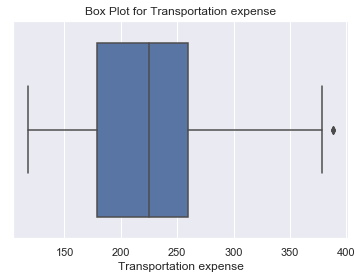 Box Plot for Transportation expense
150 200 250 300 350 400
Transportation expense